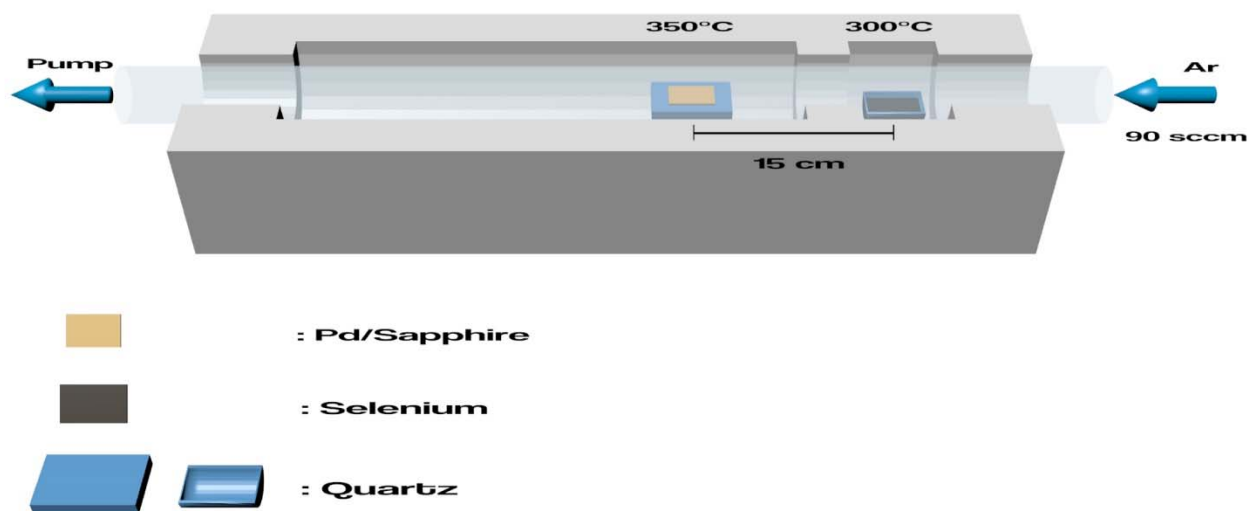 350°C
300°C
Pump
Ar
90 sccm
15 cm
: Pd/Sapphire
: Selenium
: Quartz